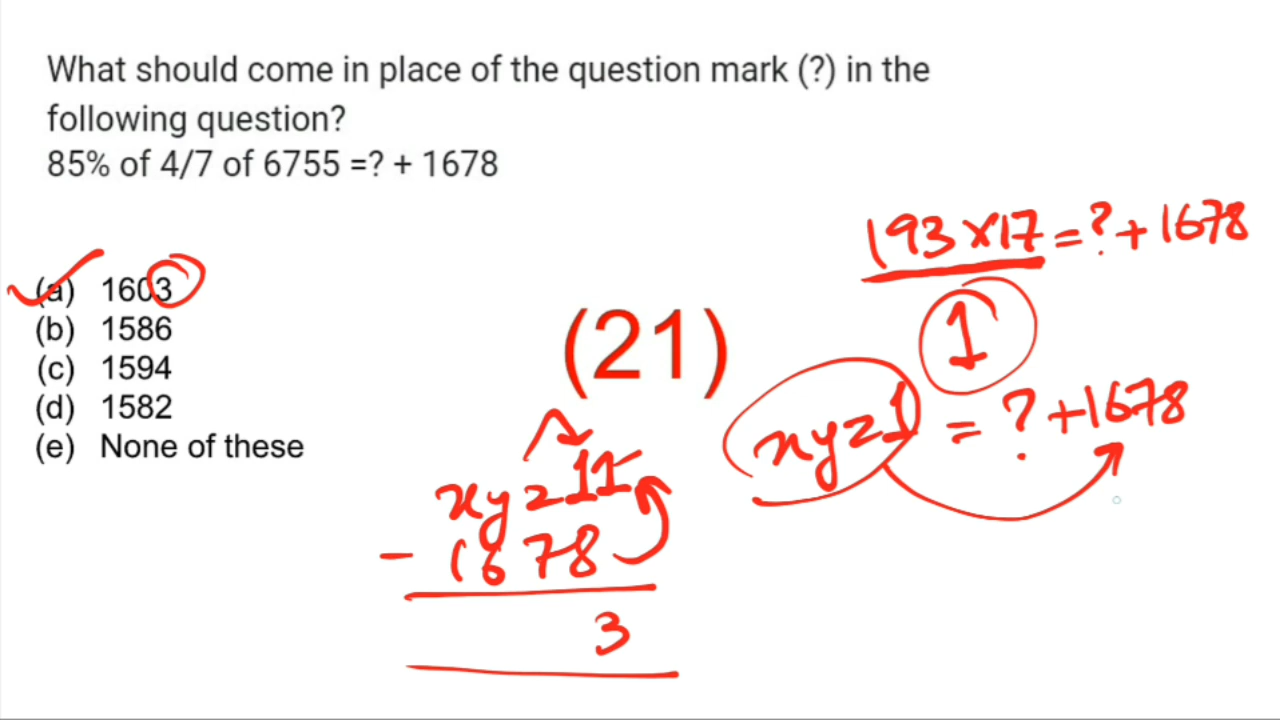 What should come in place of the question mark (?) in the
following question?
85% of 4/7 of 6755 =? + 1678
193×17 = ? + 1678
(a) 1603
(b) 1586
(c) 1594
(d) 1582
(e) None of these
(21)
1
xyz1 = ? +1678
xyz11
- 1678
3